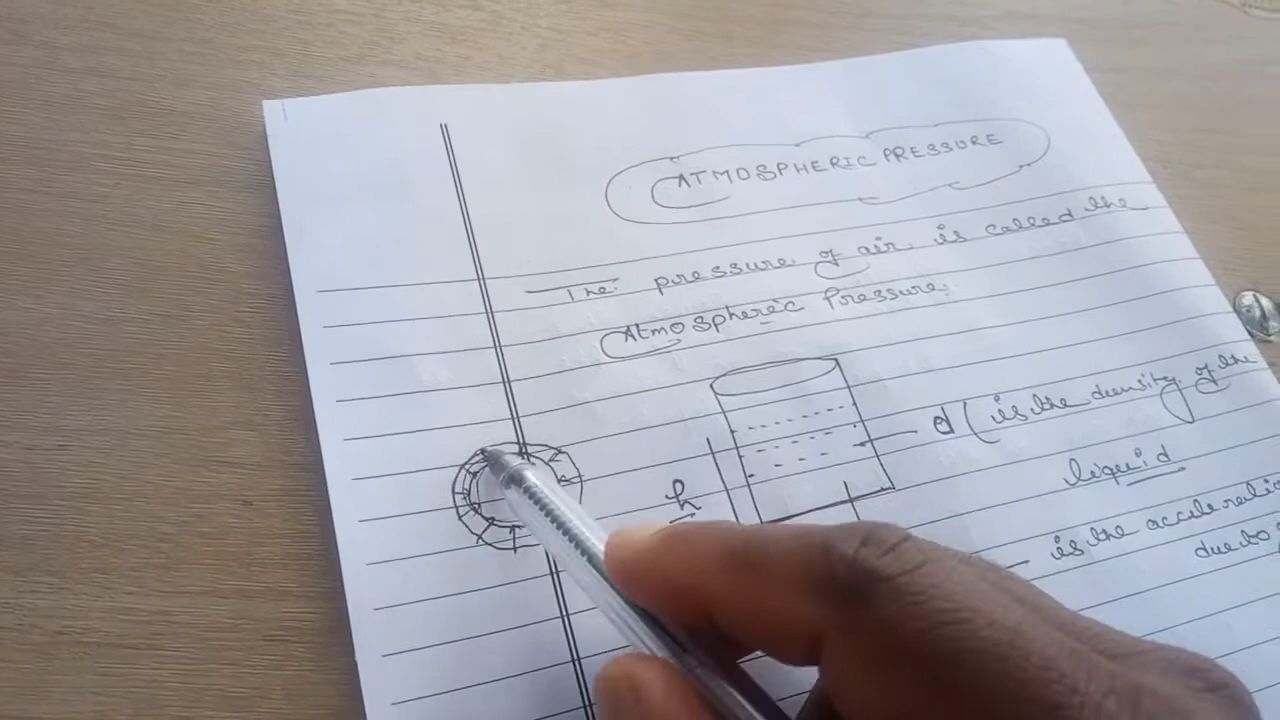 ATMOSPHERIC PRESSURE
The pressure of air is called the
Atmospheric Pressure.
d (is the density of the
liquid
h
is the
due to